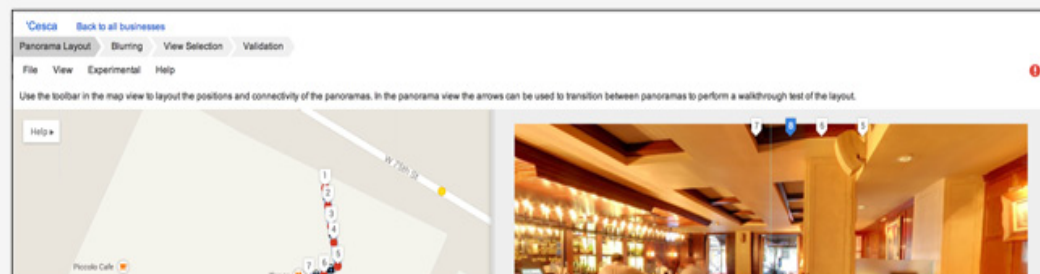 'Cesca Back to all businesses
Panorama Layout Blurring View Selection Validation
File View Experimental Help
Use the toolbar in the map view to layout the positions and connectivity of the panoramas. In the panorama view the arrows can be used to transition between panoramas to perform a walkthrough test of the layout.
Help
7 8 6 5
W 75th St
1
2
3
4
5
7 6
Piccolo Cafe